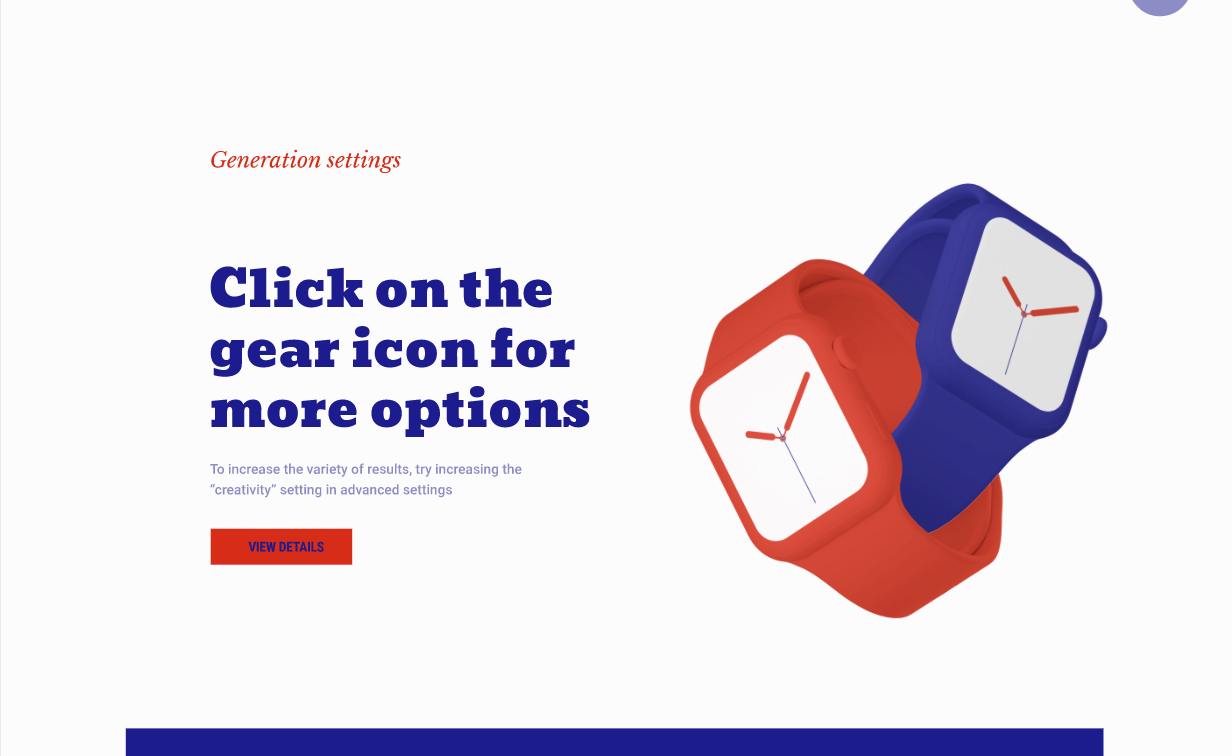 Generation settings
Click on the
gear icon for
more options
To increase the variety of results, try increasing the
“creativity” setting in advanced settings
VIEW DETAILS